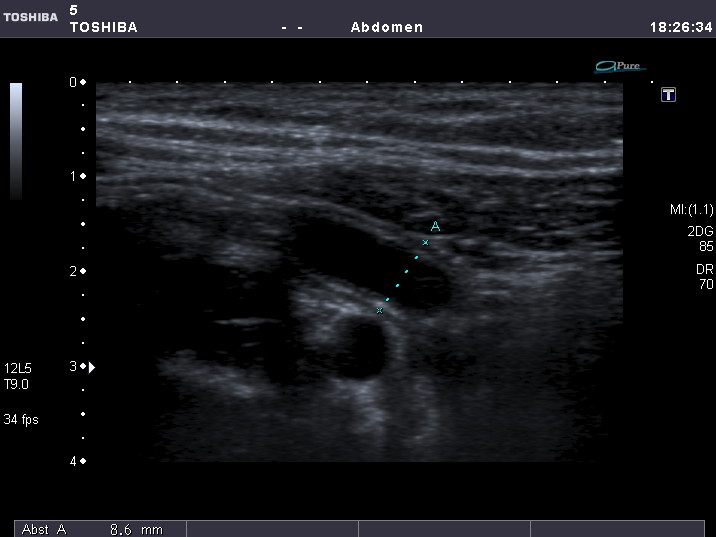 TOSHIBA
5
TOSHIBA - - Abdomen 18:26:34
aPure
0
T
1
MI:(1.1)
A
2DG
85
DR
70
2
12L5
T9.0
3
34 fps
4
Abst A 8.6 mm